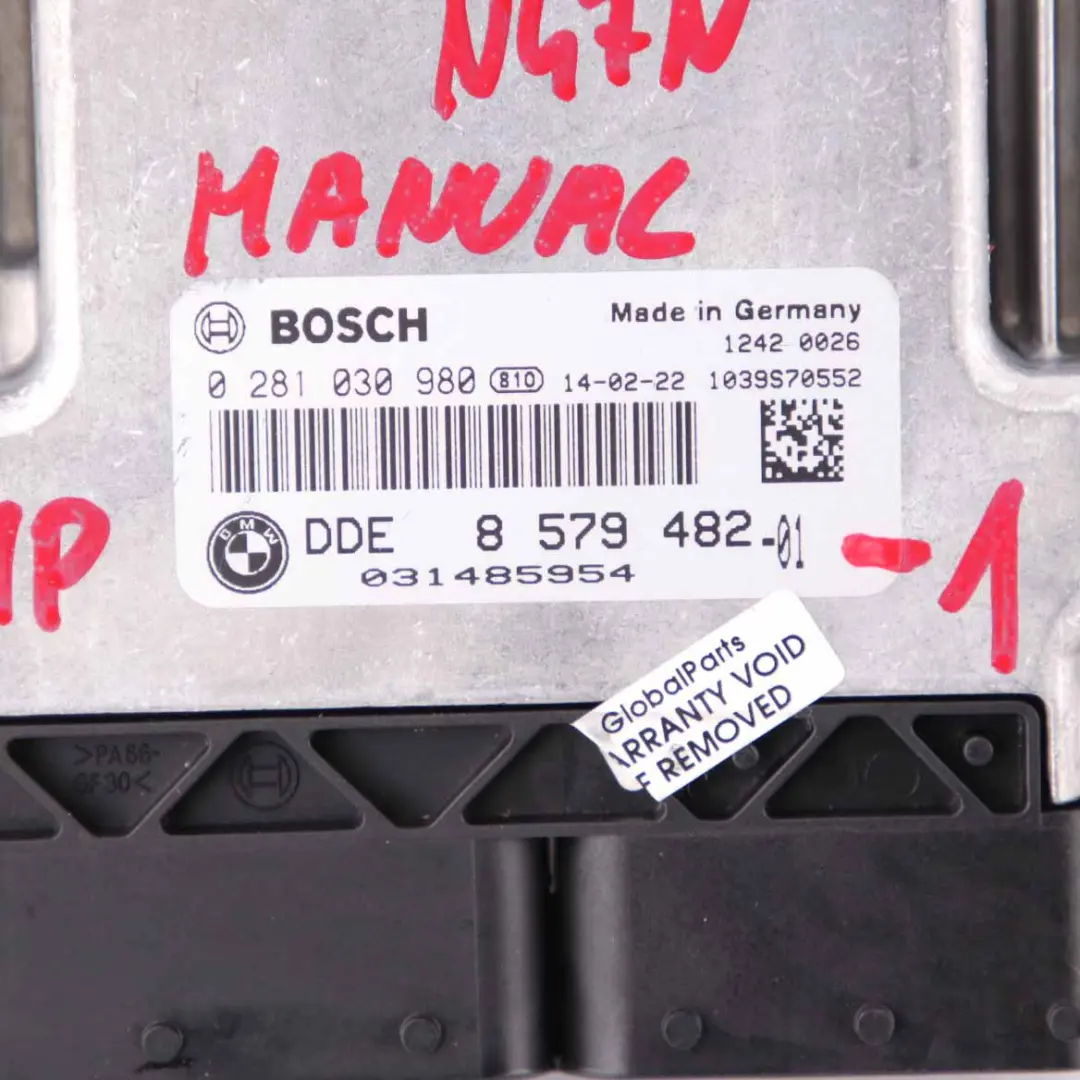 N47N
MANUAL
BOSCH Made in Germany
1242 0026
0 281 030 980 810 14-02-22 1039S70552
BMW DDE 8 579 482-01 -1
031485954
GlobalParts
ARRANTY VOID
F REMOVED
>PA66-
GF30<